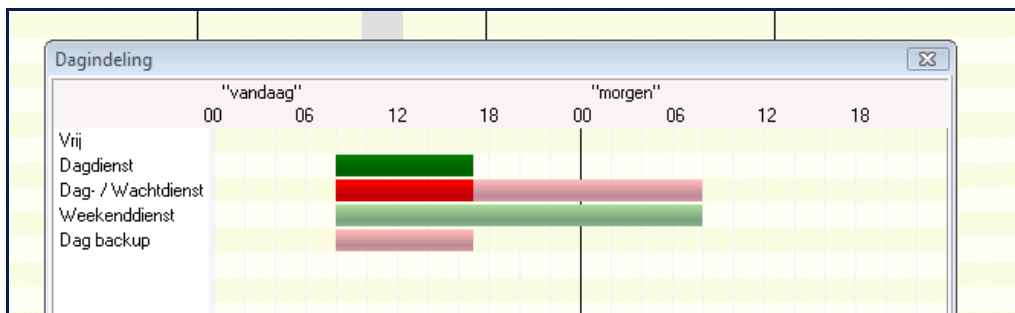 Dagindeling
"vandaag" "morgen"
00 06 12 18 00 06 12 18
Vrij
Dagdienst
Dag- / Wachtdienst
Weekenddienst
Dag backup